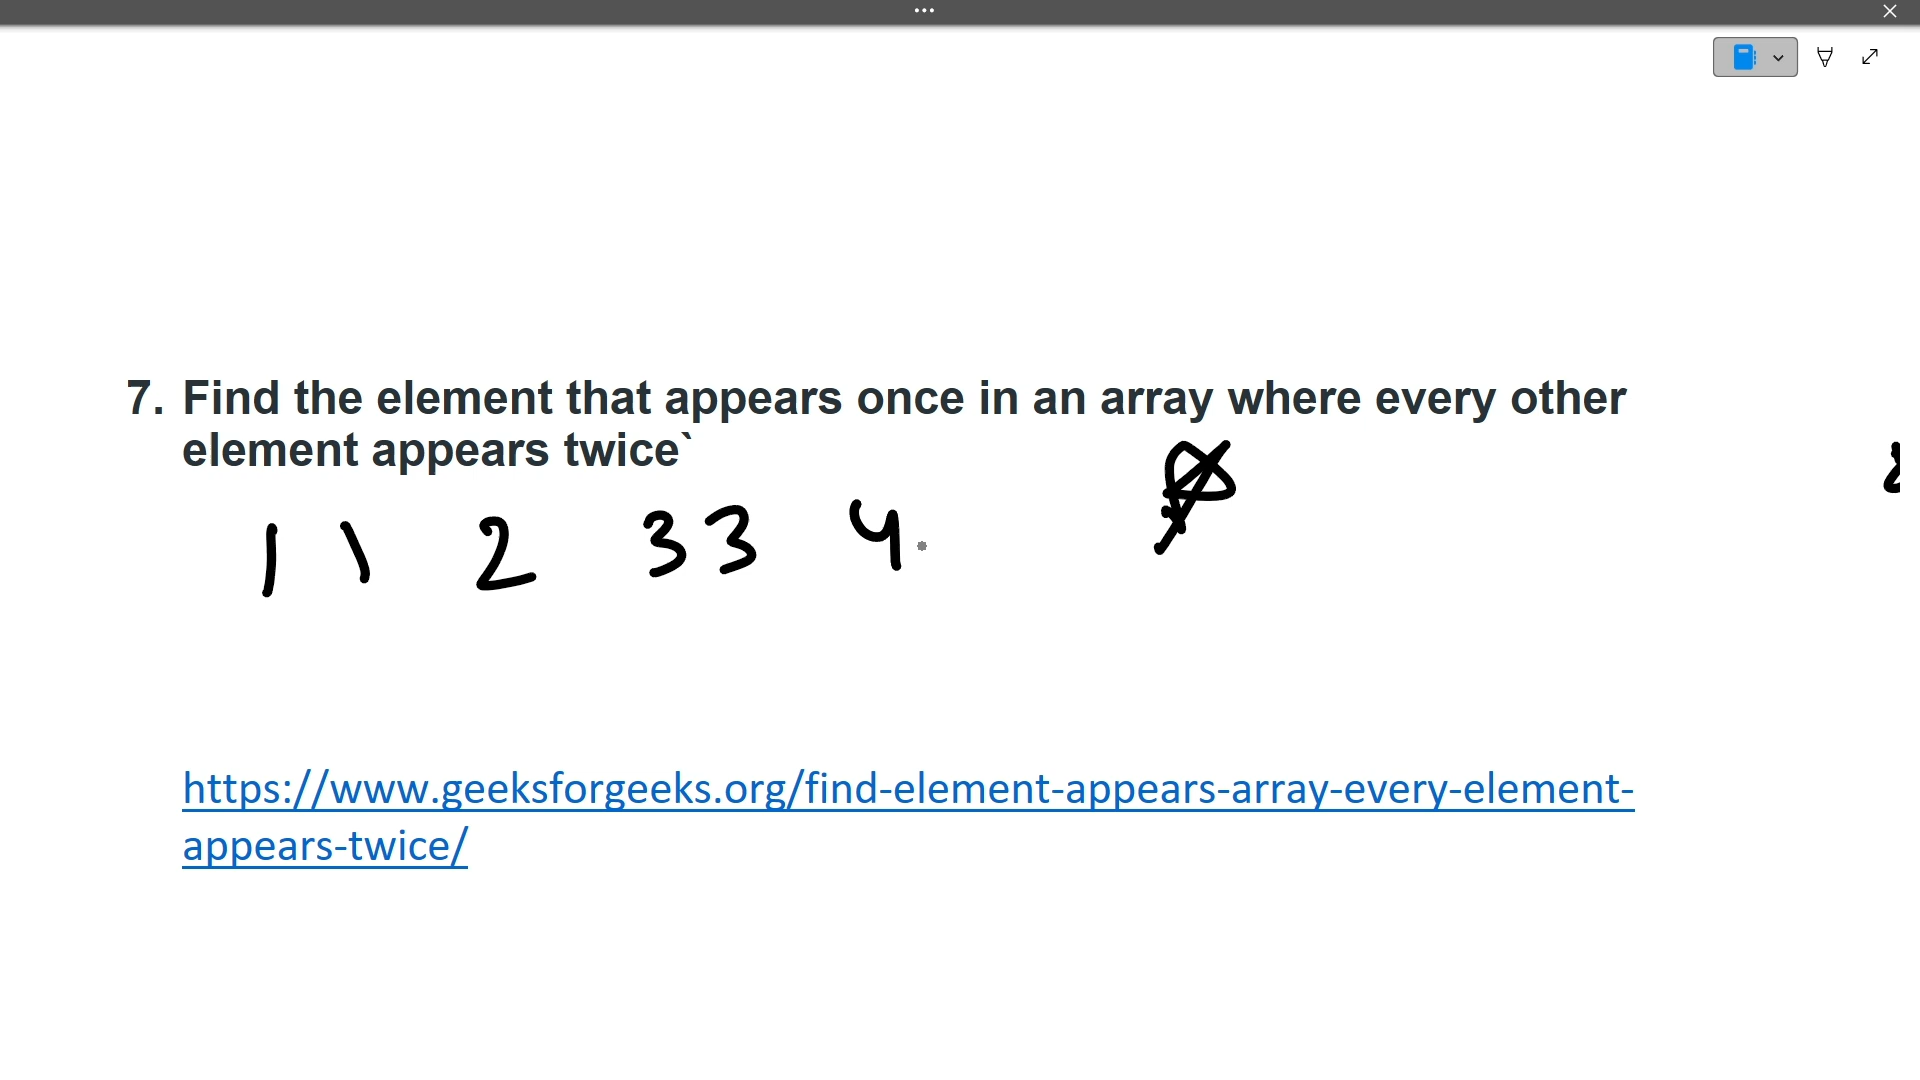 7. Find the element that appears once in an array where every other
element appears twice`
1 1 2 3 3 4
https://www.geeksforgeeks.org/find-element-appears-array-every-element-
appears-twice/